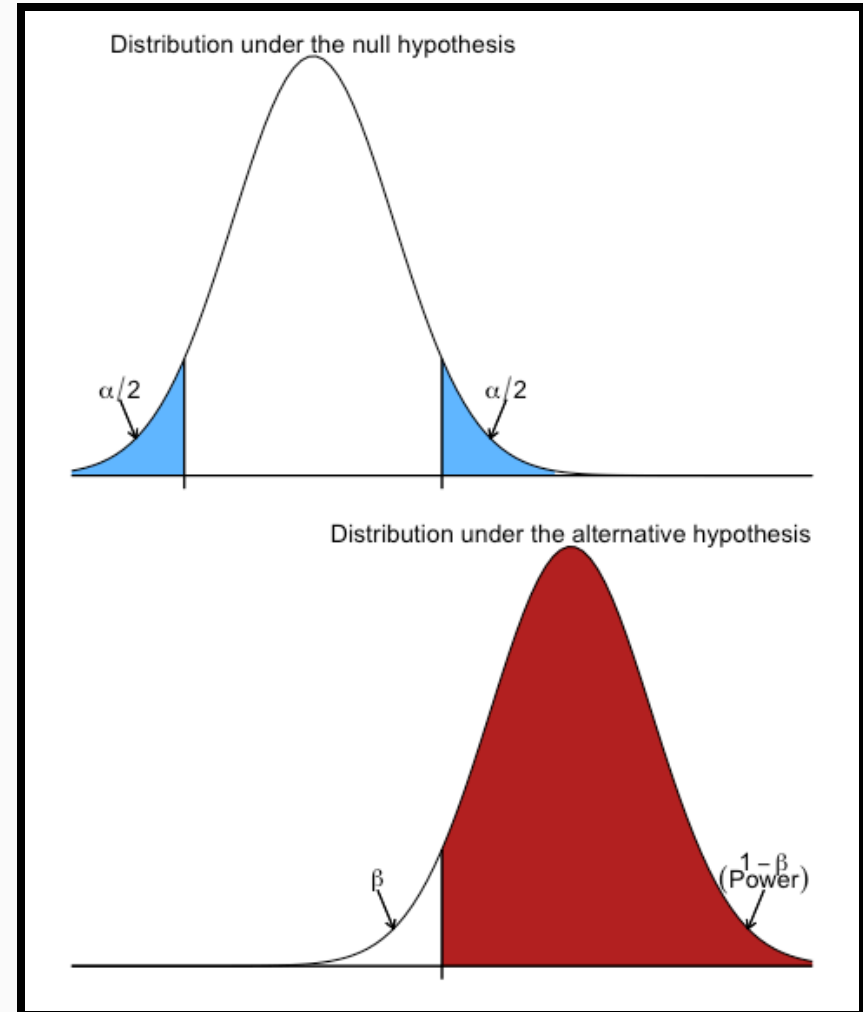 Distribution under the null hypothesis
α/2
α/2
Distribution under the alternative hypothesis
β
1 − β
(Power)